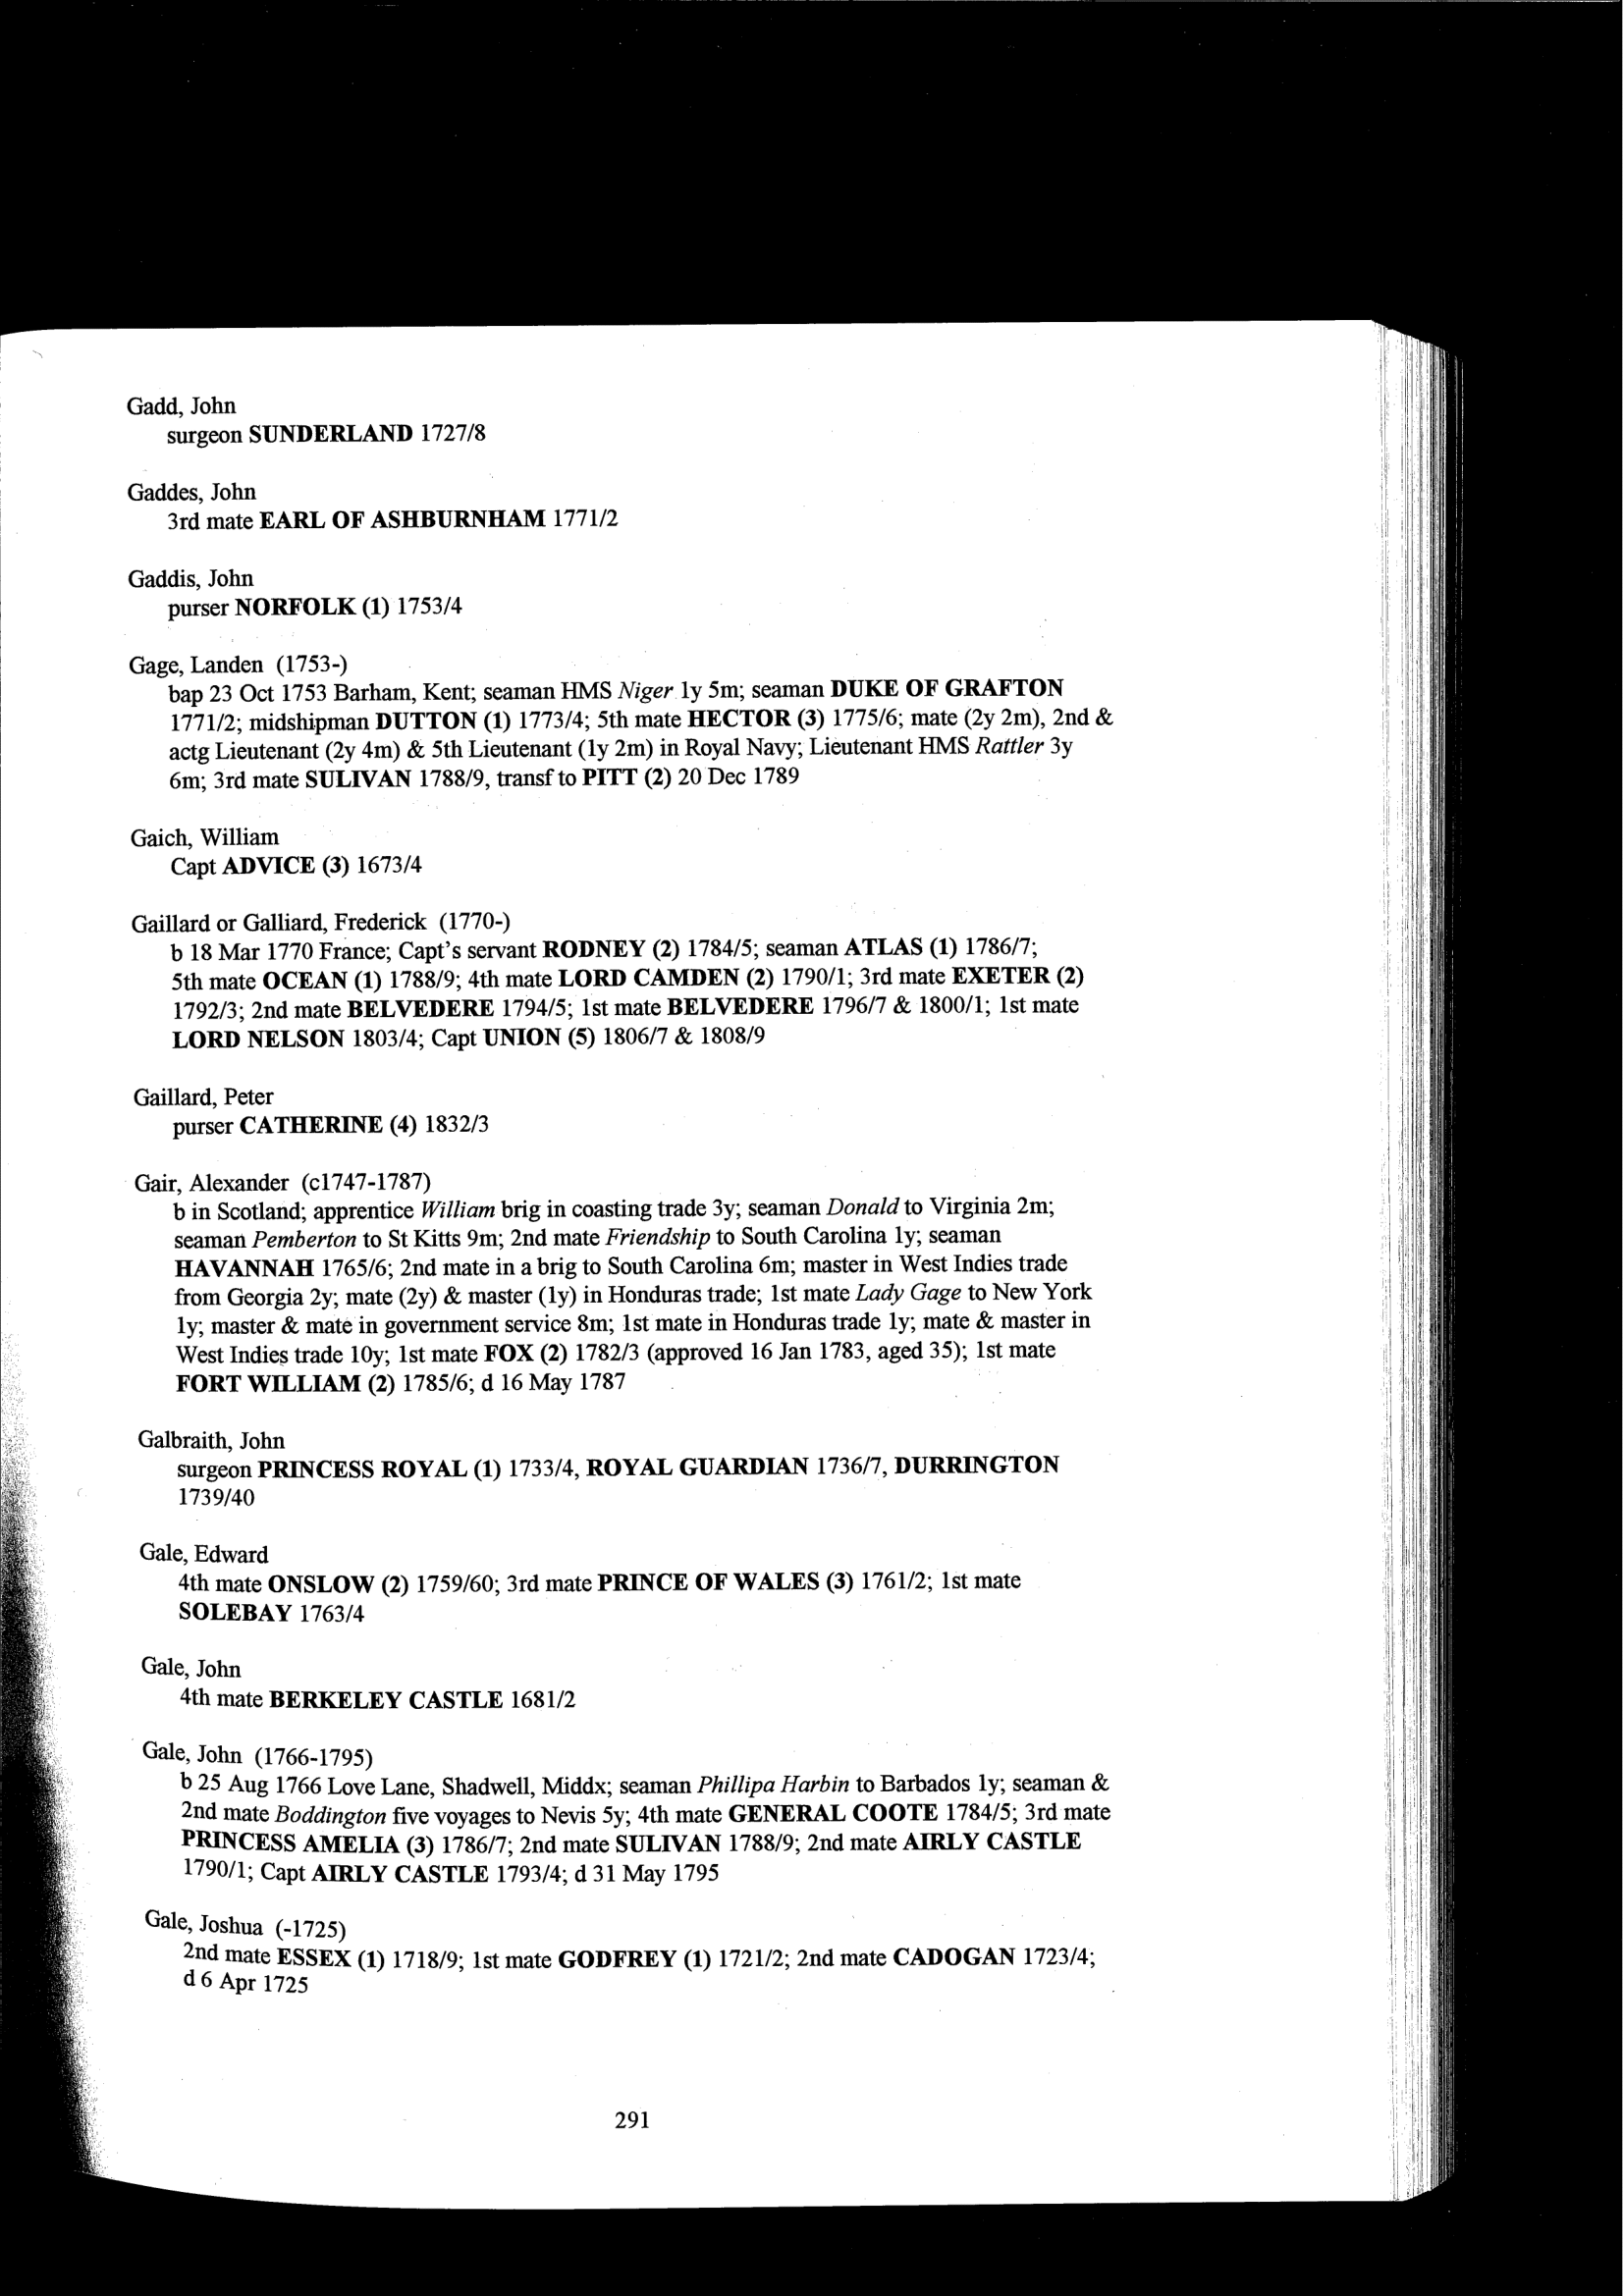 Gadd, John
surgeon SUNDERLAND 1727/8
Gaddes, John
3rd mate EARL OF ASHBURNHAM 1771/2
Gaddis, John
purser NORFOLK (1) 1753/4
Gage, Landen (1753-)
bap 23 Oct 1753 Barham, Kent; seaman HMS Niger 1y 5m; seaman DUKE OF GRAFTON
1771/2; midshipman DUTTON (1) 1773/4; 5th mate HECTOR (3) 1775/6; mate (2y 2m), 2nd &
actg Lieutenant (2y 4m) & 5th Lieutenant (1y 2m) in Royal Navy; Lieutenant HMS Rattler 3y
6m; 3rd mate SULIVAN 1788/9, transf to PITT (2) 20 Dec 1789
Gaich, William
Capt ADVICE (3) 1673/4
Gaillard or Galliard, Frederick (1770-)
b 18 Mar 1770 France; Capt's servant RODNEY (2) 1784/5; seaman ATLAS (1) 1786/7;
5th mate OCEAN (1) 1788/9; 4th mate LORD CAMDEN (2) 1790/1; 3rd mate EXETER (2)
1792/3; 2nd mate BELVEDERE 1794/5; 1st mate BELVEDERE 1796/7 & 1800/1; 1st mate
LORD NELSON 1803/4; Capt UNION (5) 1806/7 & 1808/9
Gaillard, Peter
purser CATHERINE (4) 1832/3
Gair, Alexander (c1747-1787)
b in Scotland; apprentice William brig in coasting trade 3y; seaman Donald to Virginia 2m;
seaman Pemberton to St Kitts 9m; 2nd mate Friendship to South Carolina 1y; seaman
HAVANNAH 1765/6; 2nd mate in a brig to South Carolina 6m; master in West Indies trade
from Georgia 2y; mate (2y) & master (1y) in Honduras trade; 1st mate Lady Gage to New York
1y; master & mate in government service 8m; 1st mate in Honduras trade 1y; mate & master in
West Indies trade 10y; 1st mate FOX (2) 1782/3 (approved 16 Jan 1783, aged 35); 1st mate
FORT WILLIAM (2) 1785/6; d 16 May 1787
Galbraith, John
surgeon PRINCESS ROYAL (1) 1733/4, ROYAL GUARDIAN 1736/7, DURRINGTON
1739/40
Gale, Edward
4th mate ONSLOW (2) 1759/60; 3rd mate PRINCE OF WALES (3) 1761/2; 1st mate
SOLEBAY 1763/4
Gale, John
4th mate BERKELEY CASTLE 1681/2
Gale, John (1766-1795)
b 25 Aug 1766 Love Lane, Shadwell, Middx; seaman Phillipa Harbin to Barbados 1y; seaman &
2nd mate Boddington five voyages to Nevis 5y; 4th mate GENERAL COOTE 1784/5; 3rd mate
PRINCESS AMELIA (3) 1786/7; 2nd mate SULIVAN 1788/9; 2nd mate AIRLY CASTLE
1790/1; Capt AIRLY CASTLE 1793/4; d 31 May 1795
Gale, Joshua (-1725)
2nd mate ESSEX (1) 1718/9; 1st mate GODFREY (1) 1721/2; 2nd mate CADOGAN 1723/4;
d 6 Apr 1725
291